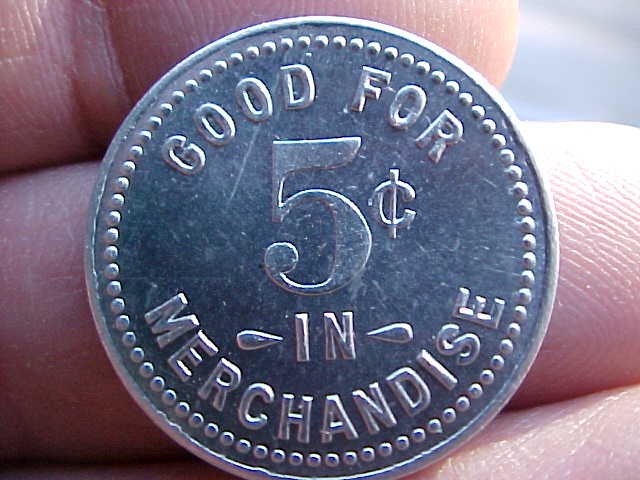 GOOD FOR
5¢
IN
MERCHANDISE